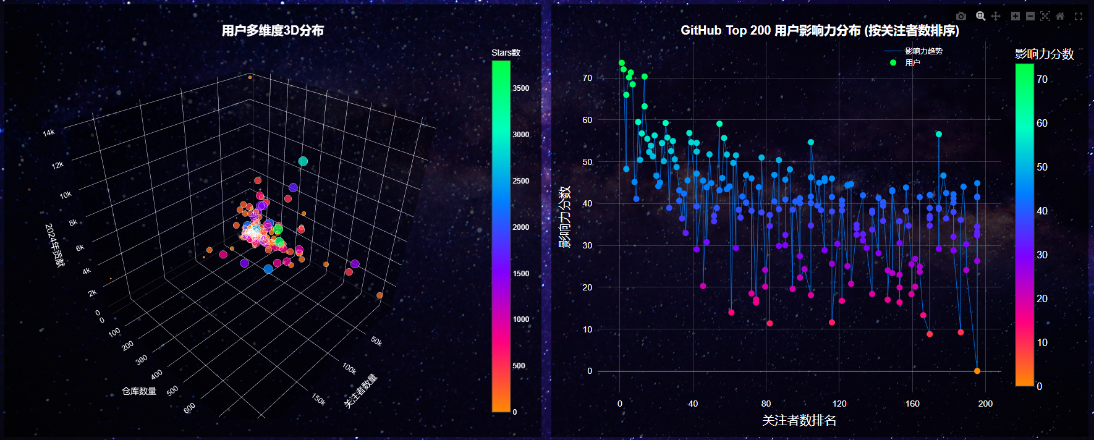 用户多维度3D分布
Stars数
3500
3000
2500
2000
1500
1000
500
0
14k
12k
10k
8k
6k
4k
2k
0
2024年贡献
0
100
200
300
400
500
600
仓库数量
50k
100k
150k
关注者数量
GitHub Top 200 用户影响力分布 (按关注者数排序)
影响力趋势
用户
影响力分数
70
60
50
40
30
20
10
0
影响力分数
0
40
80
120
160
200
关注者数排名
70
60
50
40
30
20
10
0